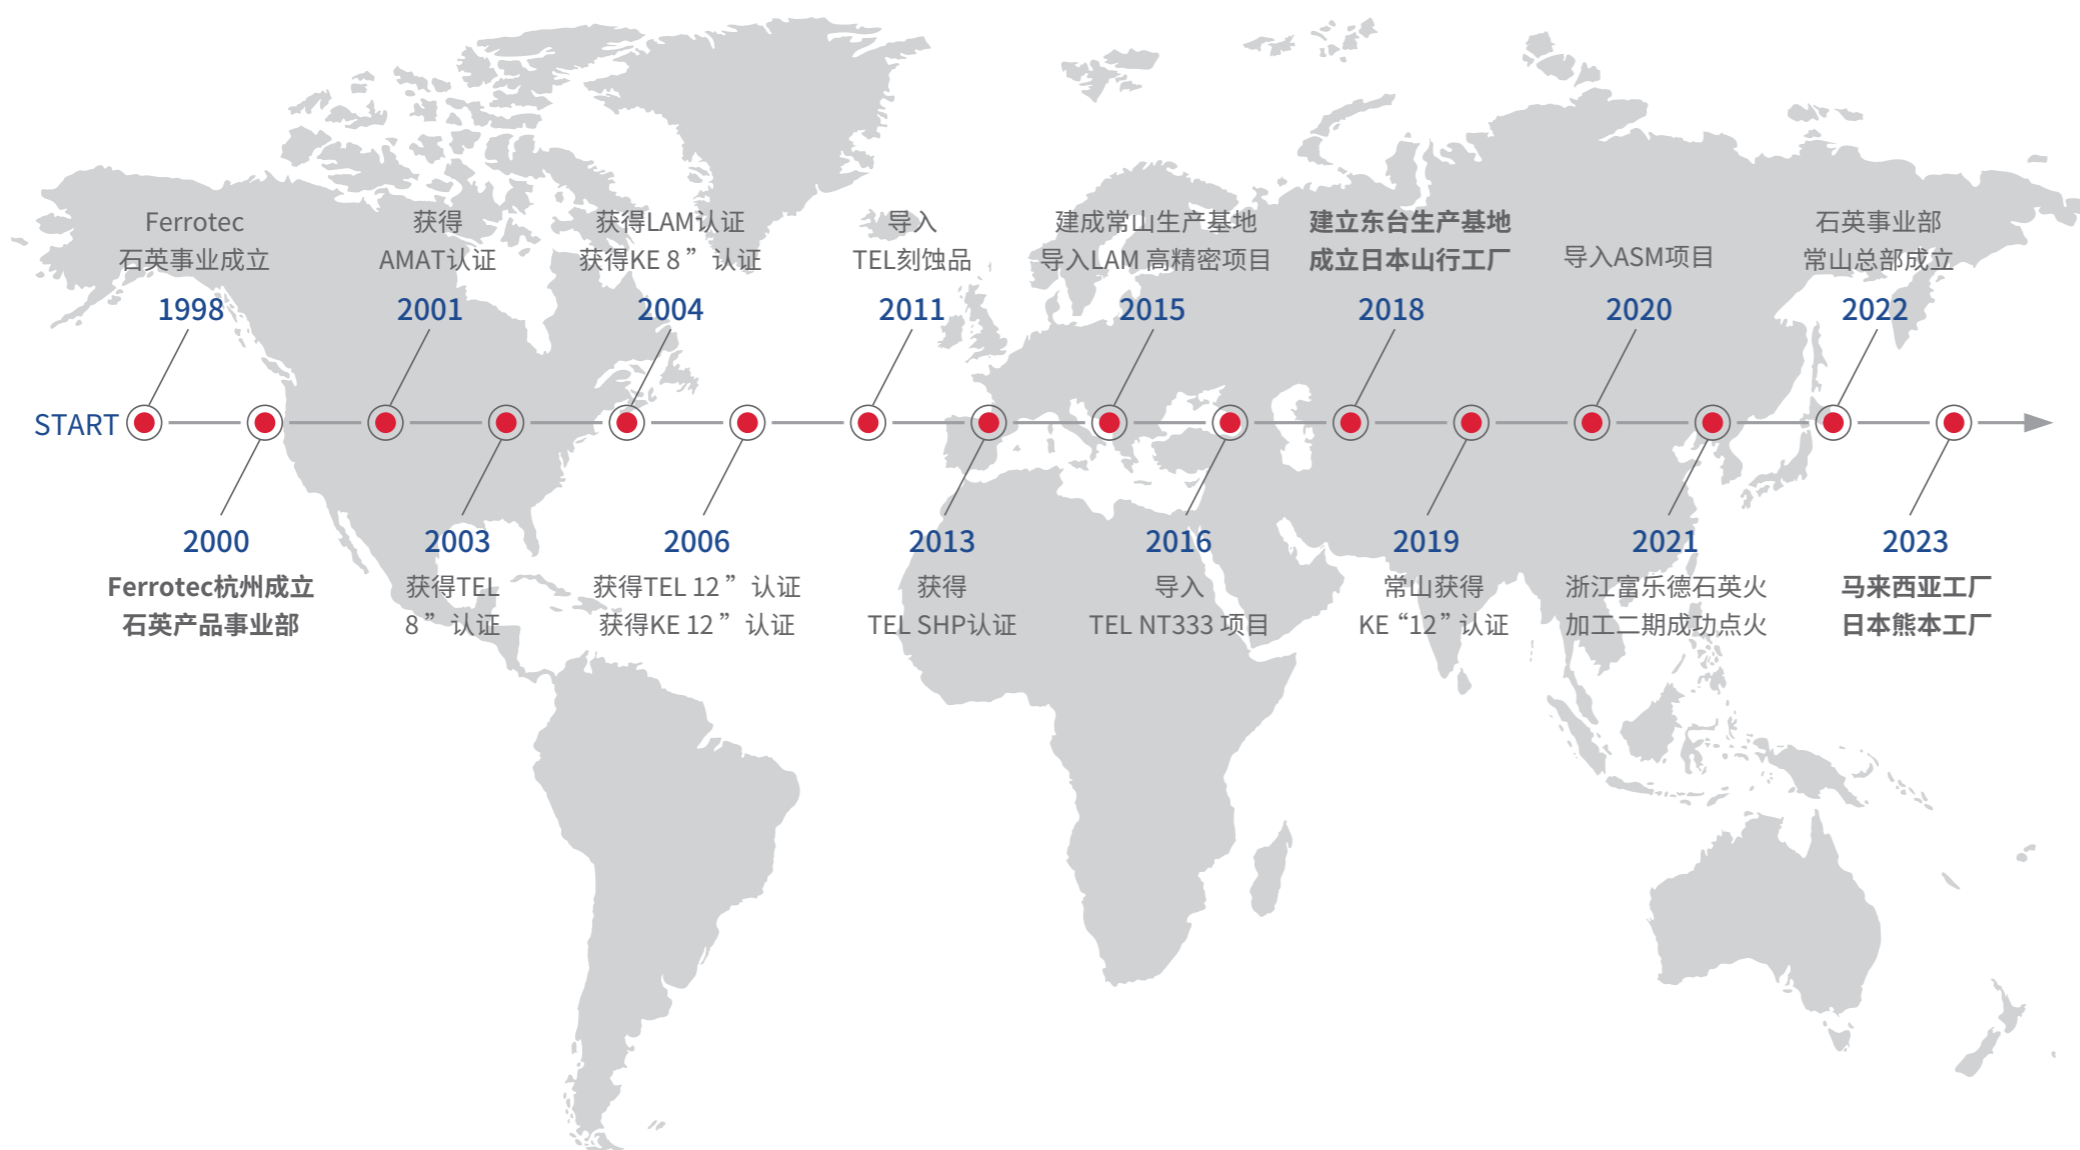 Ferrotec
石英事业成立
1998
获得
AMAT认证
2001
获得LAM认证
获得KE 8 ” 认证
2004
导入
TEL刻蚀品
2011
建成常山生产基地
导入LAM 高精密项目
2015
建立东台生产基地
成立日本山行工厂
2018
导入ASM项目
2020
石英事业部
常山总部成立
2022
START
2000
Ferrotec杭州成立
石英产品事业部
2003
获得TEL
8 ” 认证
2006
获得TEL 12 ” 认证
获得KE 12 ” 认证
2013
获得
TEL SHP认证
2016
导入
TEL NT333 项目
2019
常山获得
KE “12” 认证
2021
浙江富乐德石英火
加工二期成功点火
2023
马来西亚工厂
日本熊本工厂